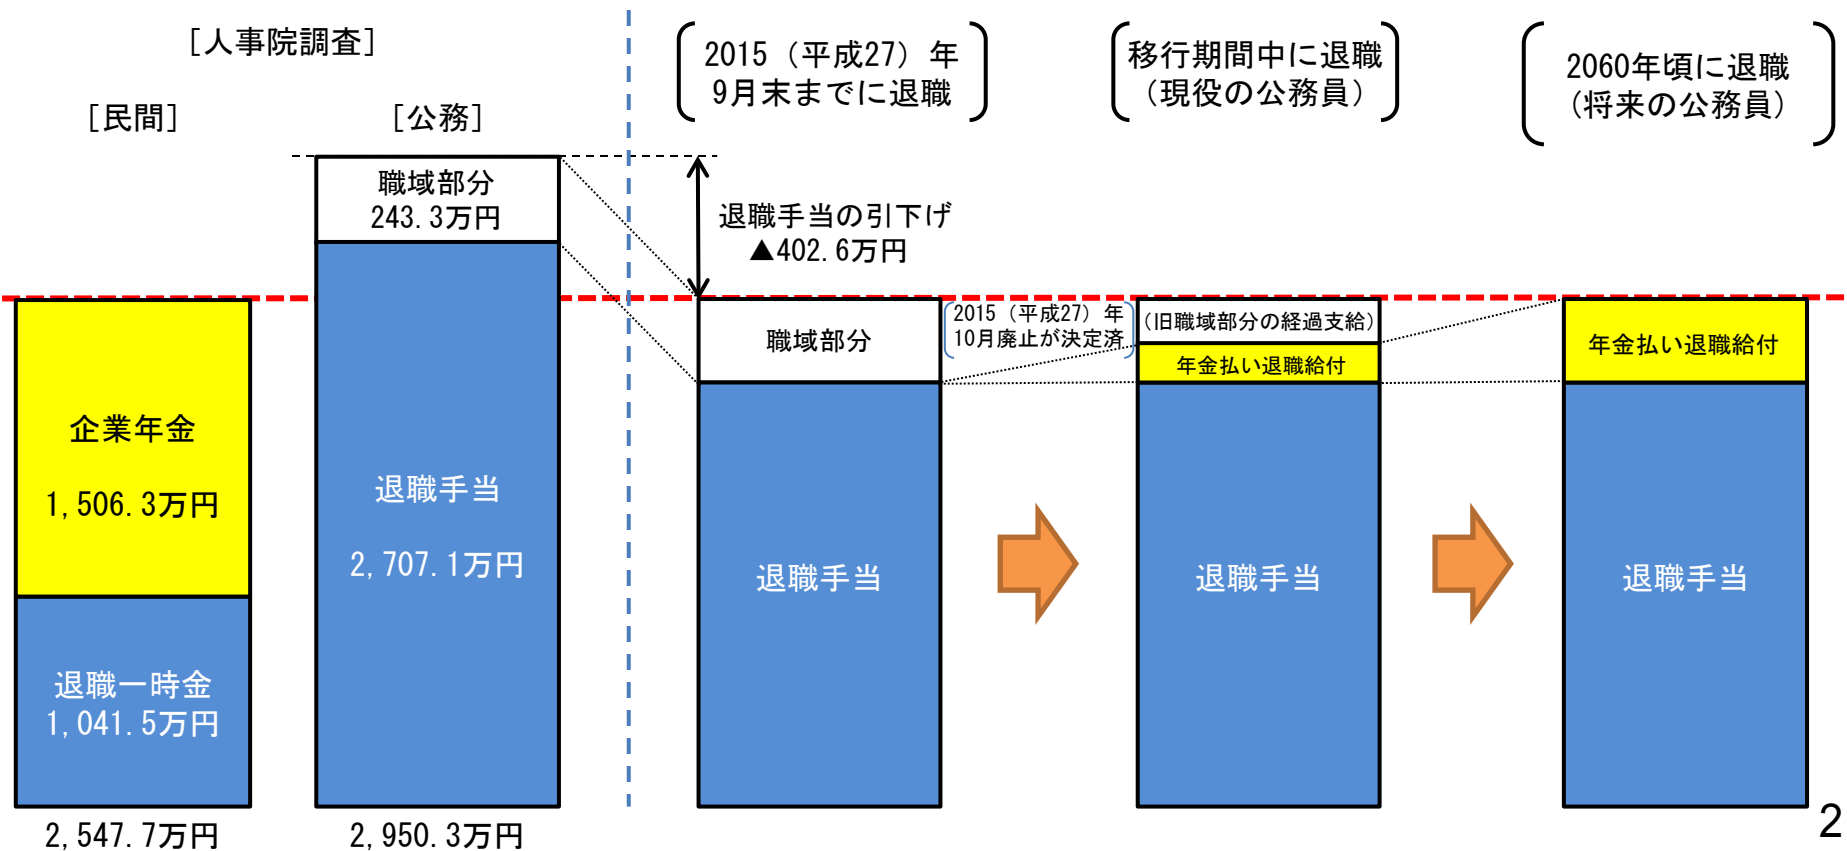 ［人事院調査］
［民間］
［公務］
2015（平成27）年
9月末までに退職
移行期間中に退職
（現役の公務員）
2060年頃に退職
（将来の公務員）
職域部分
243.3万円
退職手当
2,707.1万円
2,950.3万円
企業年金
1,506.3万円
退職一時金
1,041.5万円
2,547.7万円
退職手当の引下げ
▲402.6万円
職域部分
退職手当
2015（平成27）年
10月廃止が決定済
（旧職域部分の経過支給）
年金払い退職給付
退職手当
年金払い退職給付
退職手当
2